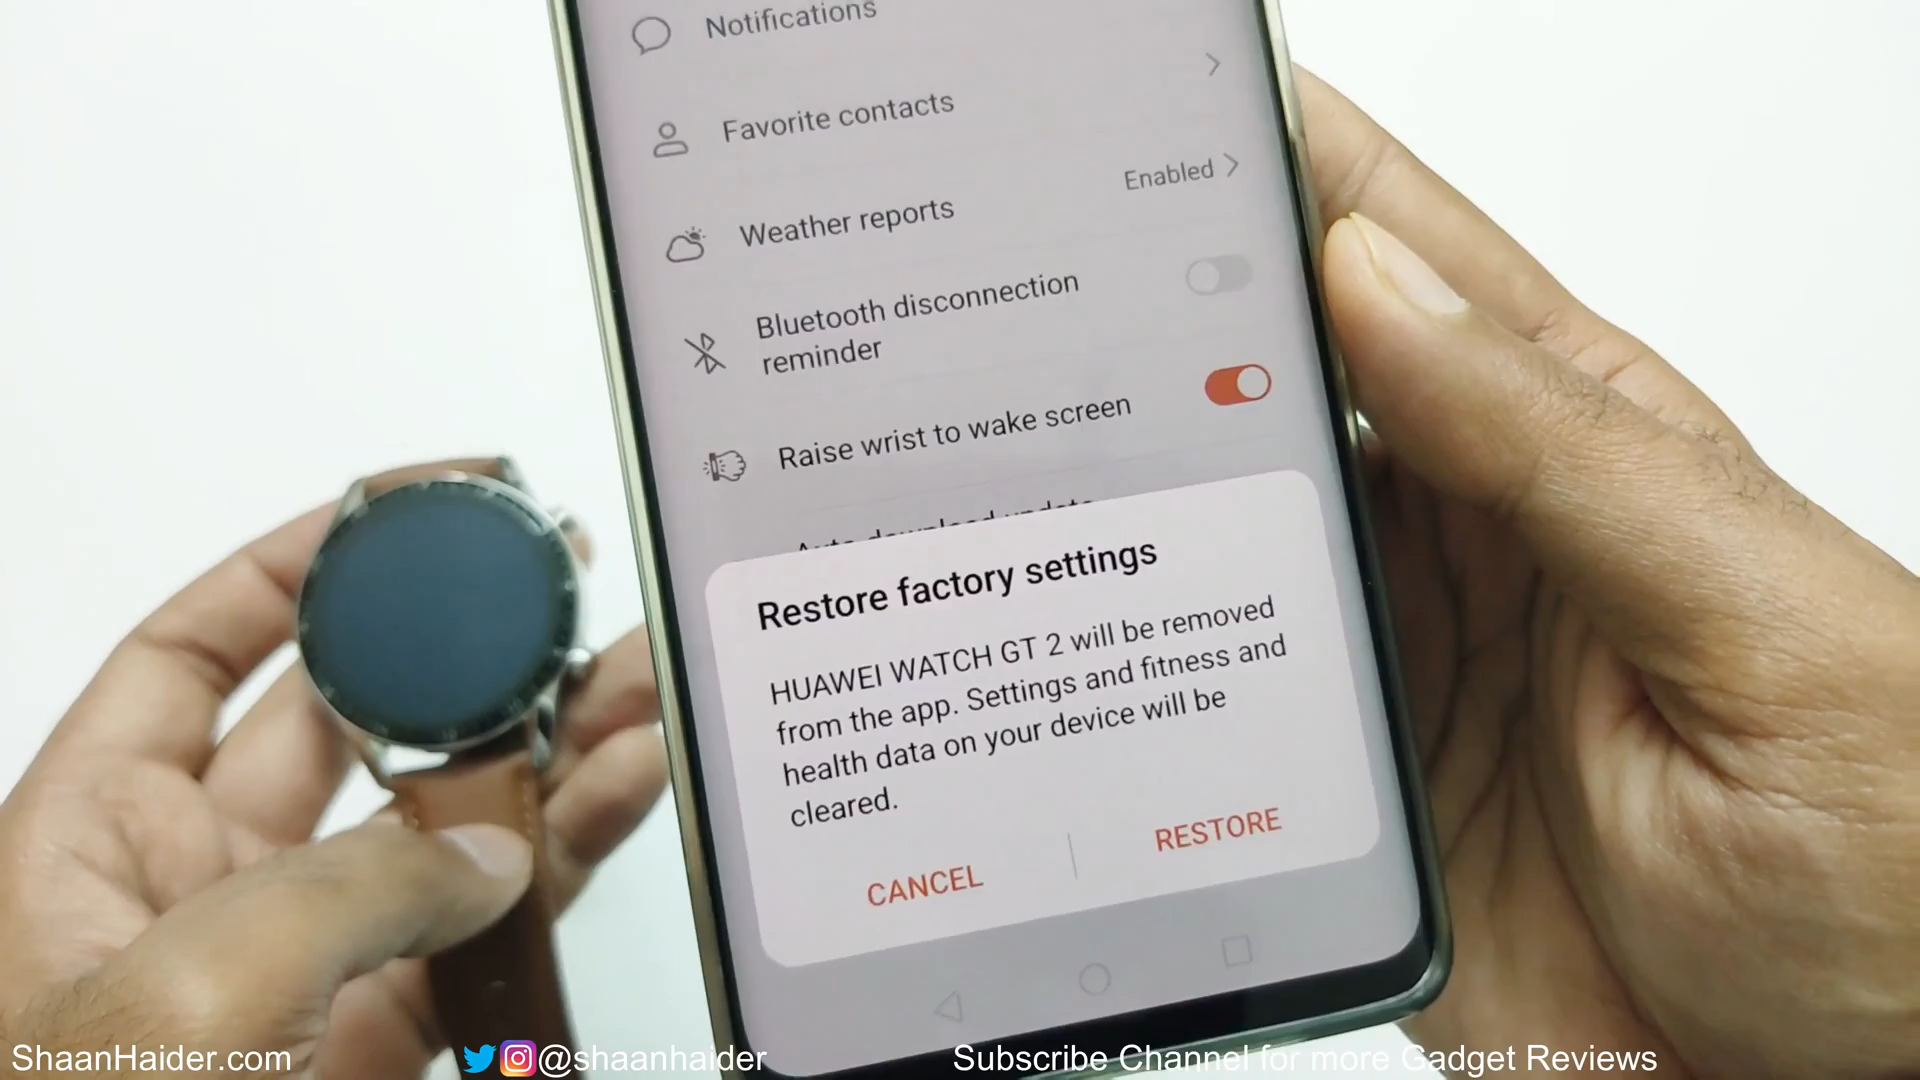 Notifications
Favorite contacts
Weather reports
Enabled
Bluetooth disconnection
reminder
Raise wrist to wake screen
Restore factory settings
HUAWEI WATCH GT 2 will be removed
from the app. Settings and fitness and
health data on your device will be
cleared.
CANCEL
RESTORE
ShaanHaider.com
@shaanhaider
Subscribe Channel for more Gadget Reviews